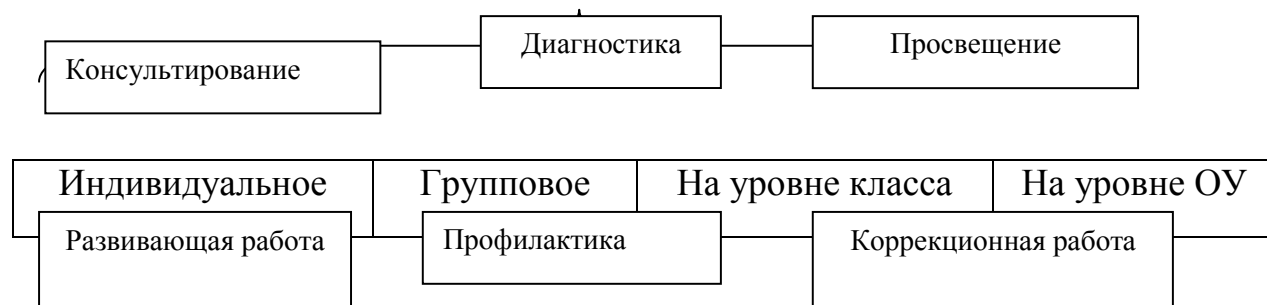 Консультирование
Диагностика
Просвещение
Индивидуальное
Групповое
На уровне класса
На уровне ОУ
Развивающая работа
Профилактика
Коррекционная работа